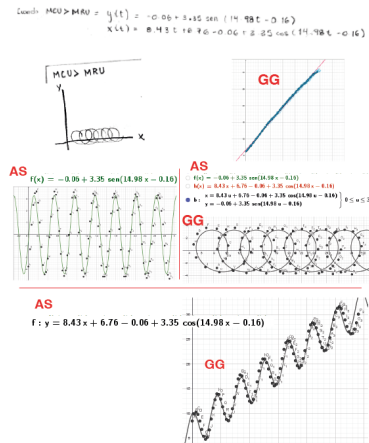 MCU > MRU = y(t) = -0.06 + 3.35 sen (14.98t - 0.16)
x(t) = 8.43t + 6.76 - 0.06 + 3.35 cos (14.98t - 0.16)
MCU > MRU
Y
X
GG
AS
f(x) = −0.06 + 3.35 sen(14.98 x − 0.16)
AS
f(x) = −0.06 + 3.35 sen(14.98 x − 0.16)
h(x) = 8.43 x + 6.76 − 0.06 + 3.35 cos(14.98 x − 0.16)
b : x = 8.43 u + 6.76 − 0.06 + 3.35 cos(14.98 u − 0.16)
y = −0.06 + 3.35 sen(14.98 u − 0.16)
0 ≤ u ≤
GG
AS
f : y = 8.43 x + 6.76 − 0.06 + 3.35 cos(14.98 x − 0.16)
GG